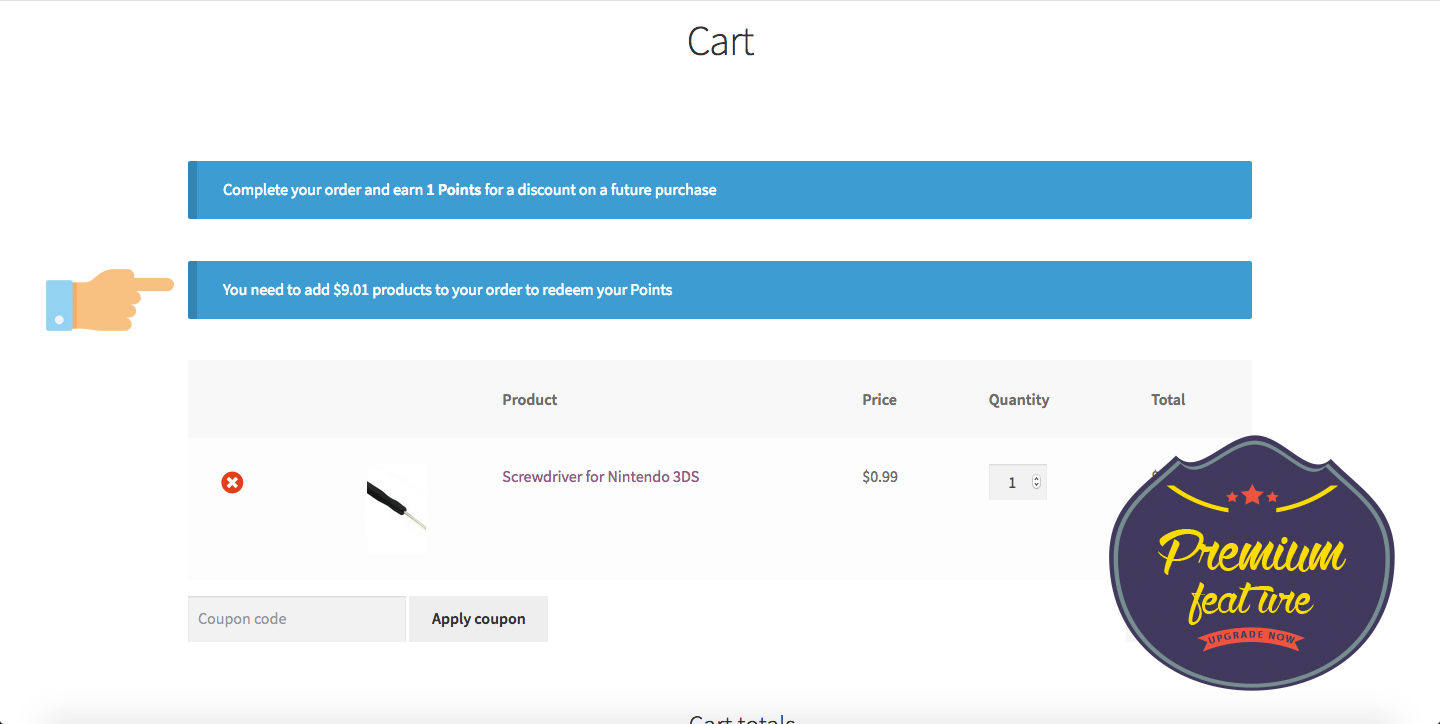 Cart
Complete your order and earn 1 Points for a discount on a future purchase
You need to add $9.01 products to your order to redeem your Points
Product Price Quantity Total
Screwdriver for Nintendo 3DS $0.99 1
Premium
feature
UPGRADE NOW
Coupon code Apply coupon
Cart totals